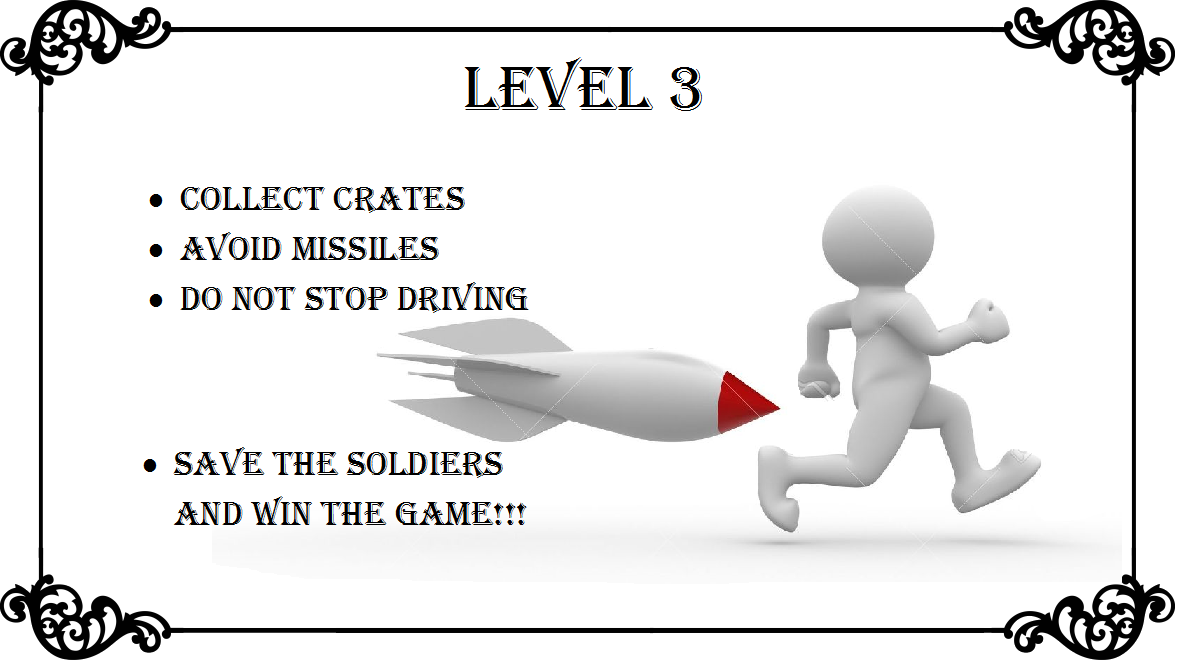 LEVEL 3
• COLLECT CRATES
• AVOID MISSILES
• DO NOT STOP DRIVING
• SAVE THE SOLDIERS
AND WIN THE GAME!!!